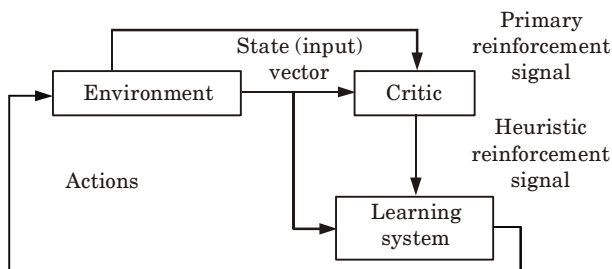 Primary
reinforcement
signal
State (input)
vector
Environment
Critic
Heuristic
reinforcement
signal
Actions
Learning
system